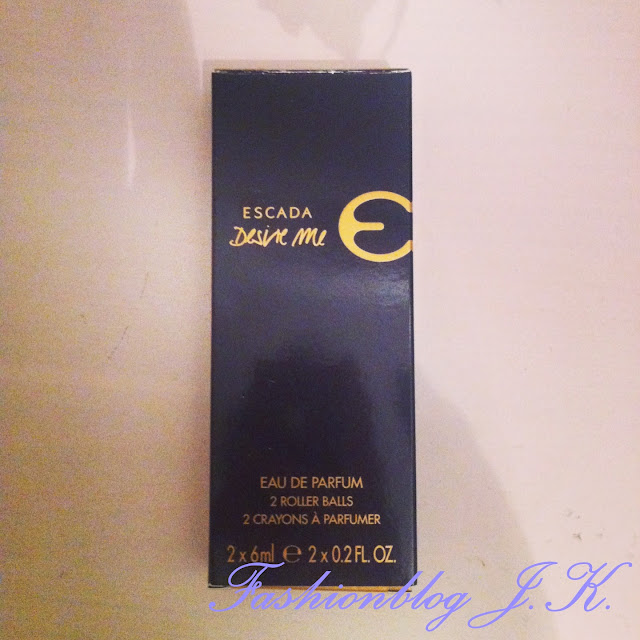 ESCADA
Desire Me
EAU DE PARFUM
2 ROLLER BALLS
2 CRAYONS À PARFUMER
2 x 6ml e 2 x 0.2 FL. OZ.
Fashionblog J. K.